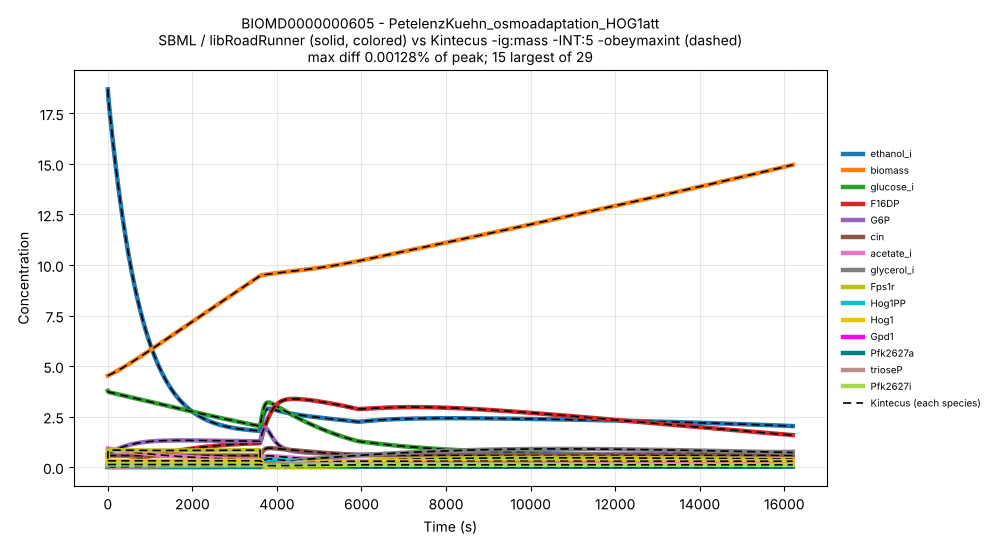 BIOMD0000000605 - PetelenzKuehn_osmoadaptation_HOG1att
SBML / libRoadRunner (solid, colored) vs Kintecus -ig:mass -INT:5 -obeymaxint (dashed)
max diff 0.00128% of peak; 15 largest of 29
Concentration
17.5
15.0
12.5
10.0
7.5
5.0
2.5
0.0
0
2000
4000
6000
8000
10000
12000
14000
16000
Time (s)
ethanol_i
biomass
glucose_i
F16DP
G6P
cin
acetate_i
glycerol_i
Fps1r
Hog1PP
Hog1
Gpd1
Pfk2627a
trioseP
Pfk2627i
Kintecus (each species)